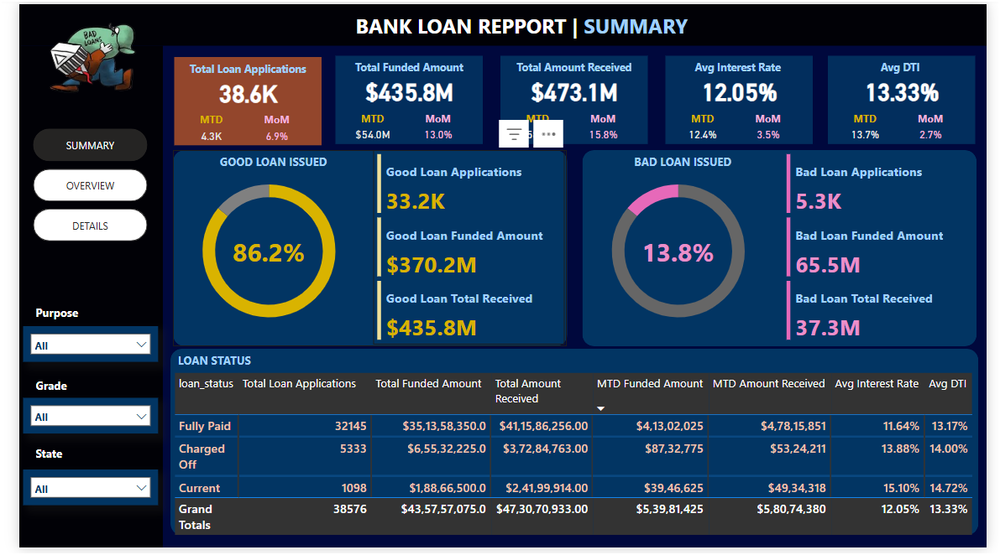 BAD
LOANS
BANK LOAN REPPORT | SUMMARY
Total Loan Applications
38.6K
MTD
MoM
4.3K
6.9%
Total Funded Amount
$435.8M
MTD
MoM
$54.0M
13.0%
Total Amount Received
$473.1M
MTD
MoM
15.8%
Avg Interest Rate
12.05%
MTD
MoM
12.4%
3.5%
Avg DTI
13.33%
MTD
MoM
13.7%
2.7%
SUMMARY
OVERVIEW
DETAILS
GOOD LOAN ISSUED
86.2%
Good Loan Applications
33.2K
Good Loan Funded Amount
$370.2M
Good Loan Total Received
$435.8M
BAD LOAN ISSUED
13.8%
Bad Loan Applications
5.3K
Bad Loan Funded Amount
65.5M
Bad Loan Total Received
37.3M
Purpose
All
Grade
All
State
All
LOAN STATUS
loan_status Total Loan Applications Total Funded Amount Total Amount Received MTD Funded Amount MTD Amount Received Avg Interest Rate Avg DTI
Fully Paid 32145 $35,13,58,350.0 $41,15,86,256.00 $4,13,02,025 $4,78,15,851 11.64% 13.17%
Charged Off 5333 $6,55,32,225.0 $3,72,84,763.00 $87,32,775 $53,24,211 13.88% 14.00%
Current 1098 $1,88,66,500.0 $2,41,99,914.00 $39,46,625 $49,34,318 15.10% 14.72%
Grand Totals 38576 $43,57,57,075.0 $47,30,70,933.00 $5,39,81,425 $5,80,74,380 12.05% 13.33%